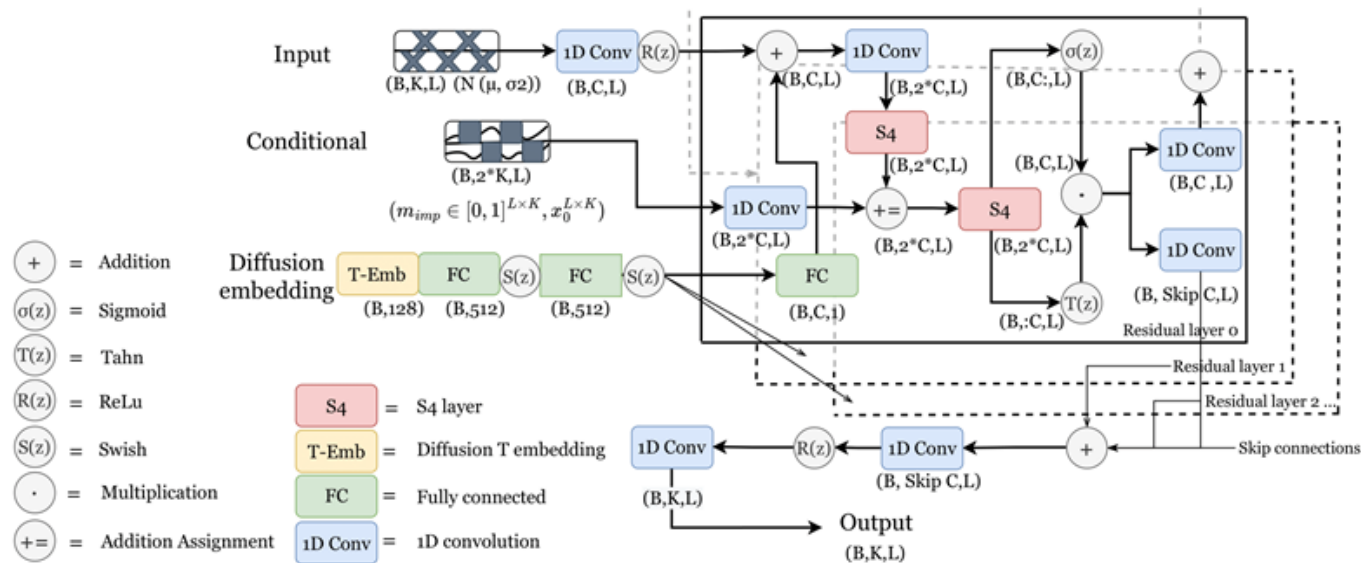 Input
(B,K,L) (N (μ, σ2))
1D Conv
R(z)
(B,C,L)
+
(B,C,L)
1D Conv
(B,2*C,L)
S4
(B,2*C,L)
σ(z)
(B,C:,L)
+
Conditional
(B,2*K,L)
(m_{imp} ∈ [0, 1]^{L×K}, x_0^{L×K})
1D Conv
(B,2*C,L)
+=
(B,2*C,L)
S4
(B,2*C,L)
(B,C,L)
·
1D Conv
(B,C ,L)
1D Conv
(B, Skip C,L)
Diffusion
embedding
T-Emb
(B,128)
FC
(B,512)
S(z)
FC
(B,512)
S(z)
FC
(B,C,1)
T(z)
(B,:C,L)
Residual layer 0
Residual layer 1
Residual layer 2 ...
Skip connections
+
1D Conv
(B, Skip C,L)
R(z)
1D Conv
(B,K,L)
Output
(B,K,L)
+ = Addition
σ(z) = Sigmoid
T(z) = Tahn
R(z) = ReLu
S(z) = Swish
· = Multiplication
+= = Addition Assignment
S4 = S4 layer
T-Emb = Diffusion T embedding
FC = Fully connected
1D Conv = 1D convolution